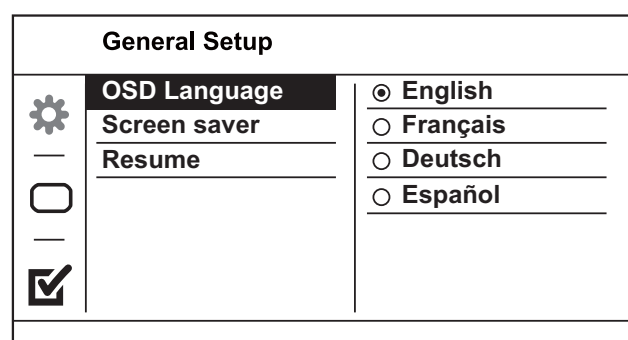 General Setup
OSD Language
Screen saver
Resume
English
Français
Deutsch
Español